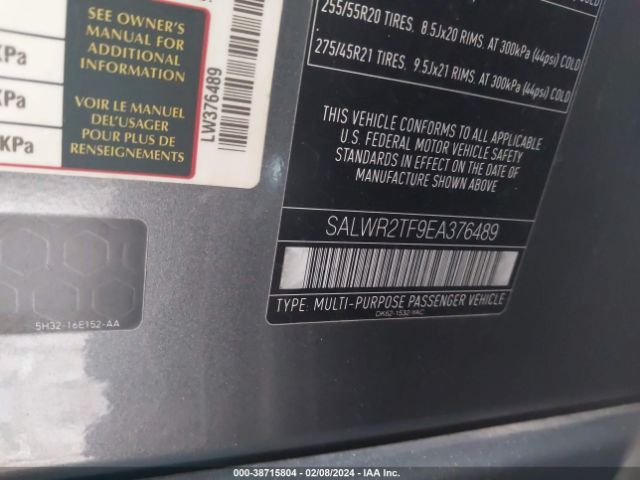 SEE OWNER'S
MANUAL FOR
ADDITIONAL
INFORMATION
VOIR LE MANUEL
DE L'USAGER
POUR PLUS DE
RENSEIGNEMENTS
kPa
kPa
kPa
LW376489
255/55R20 TIRES. 8.5Jx20 RIMS. AT 300kPa (44psi) COLD
275/45R21 TIRES. 9.5Jx21 RIMS. AT 300kPa (44psi) COLD
THIS VEHICLE CONFORMS TO ALL APPLICABLE
U.S. FEDERAL MOTOR VEHICLE SAFETY
STANDARDS IN EFFECT ON THE DATE OF
MANUFACTURE SHOWN ABOVE
SALWR2TF9EA376489
TYPE: MULTI-PURPOSE PASSENGER VEHICLE
DK62-1532-YAC
5H32-16E152-AA
000-38715804 - 02/08/2024 - IAA Inc.